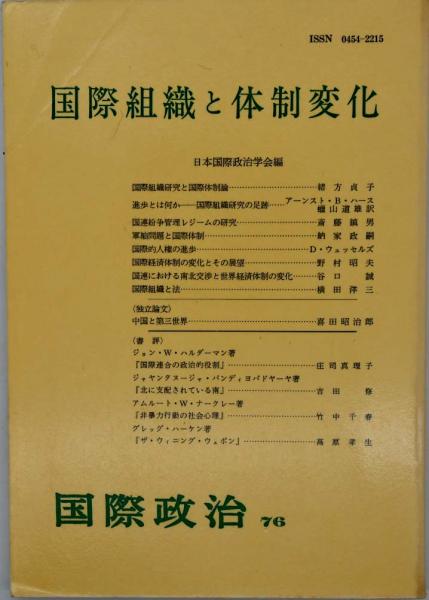 ISSN 0454-2215
国際組織と体制変化
日本国際政治学会編
国際組織研究と国際体制論……………………緒方貞子
進歩とは何か——国際組織研究の足跡……アーンスト・B・ハース
蠟山道雄訳
国連紛争管理レジームの研究……………………斎藤鎮男
軍縮問題と国際体制……………………納家政嗣
国際的人権の進歩……………………D・ウェッセルズ
国際経済体制の変化とその展望……………………野村昭夫
国連における南北交渉と世界経済体制の変化……谷口誠
国際組織と法……………………横田洋三
〈独立論文〉
中国と第三世界……………………喜田昭治郎
〈書評〉
ジョン・W・ハルダーマン著
『国際連合の政治的役割』……………………庄司真理子
ジャヤンタヌージャ・バンディヨパドヤーヤ著
『北に支配されている南』……………………吉田修
アムルート・W・ナークレー著
『非暴力行動の社会心理』……………………竹中千春
グレッグ・ハーケン著
『ザ・ウィニング・ウェポン』……………………高原孝生
国際政治 76